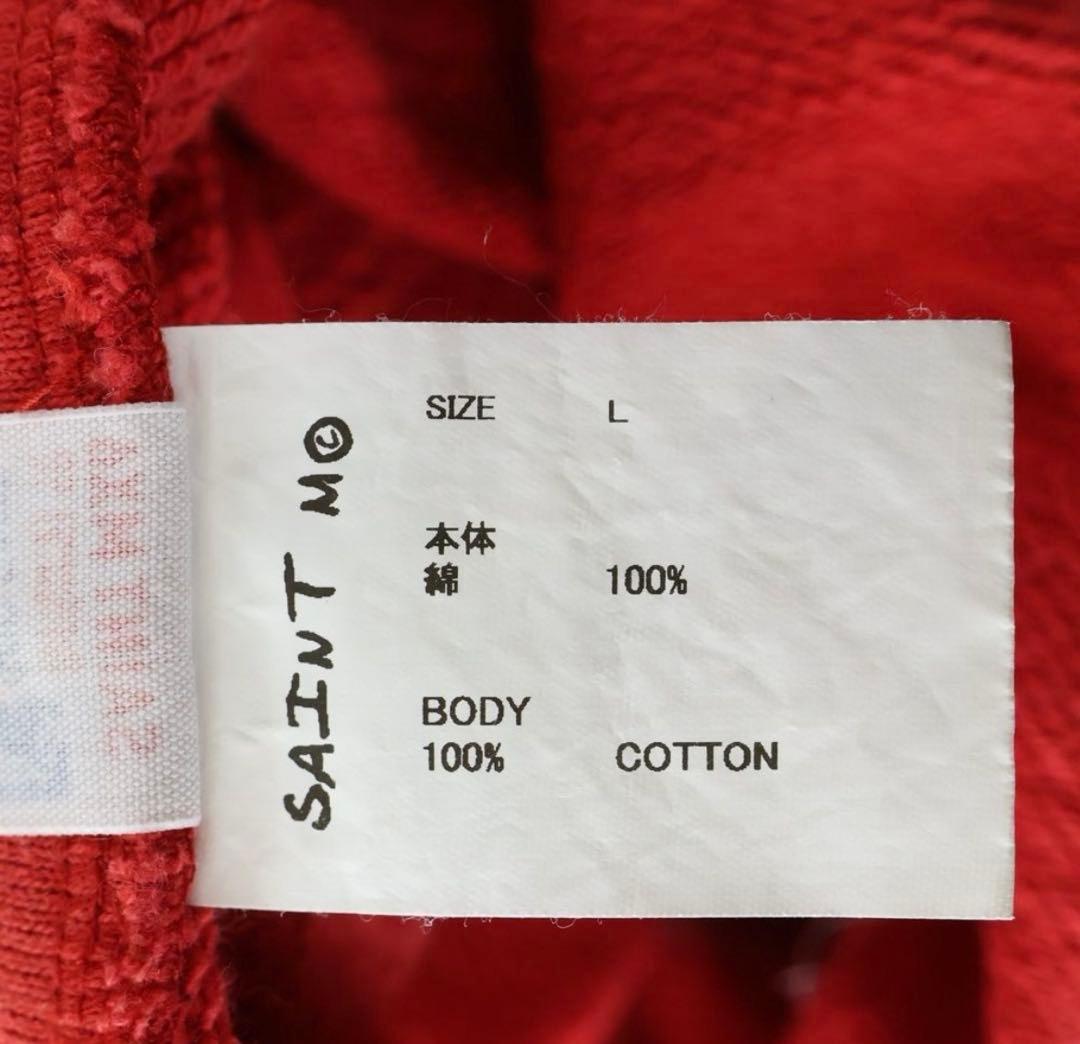 SAINT M©
SIZE L
本体
綿 100%
BODY
100% COTTON